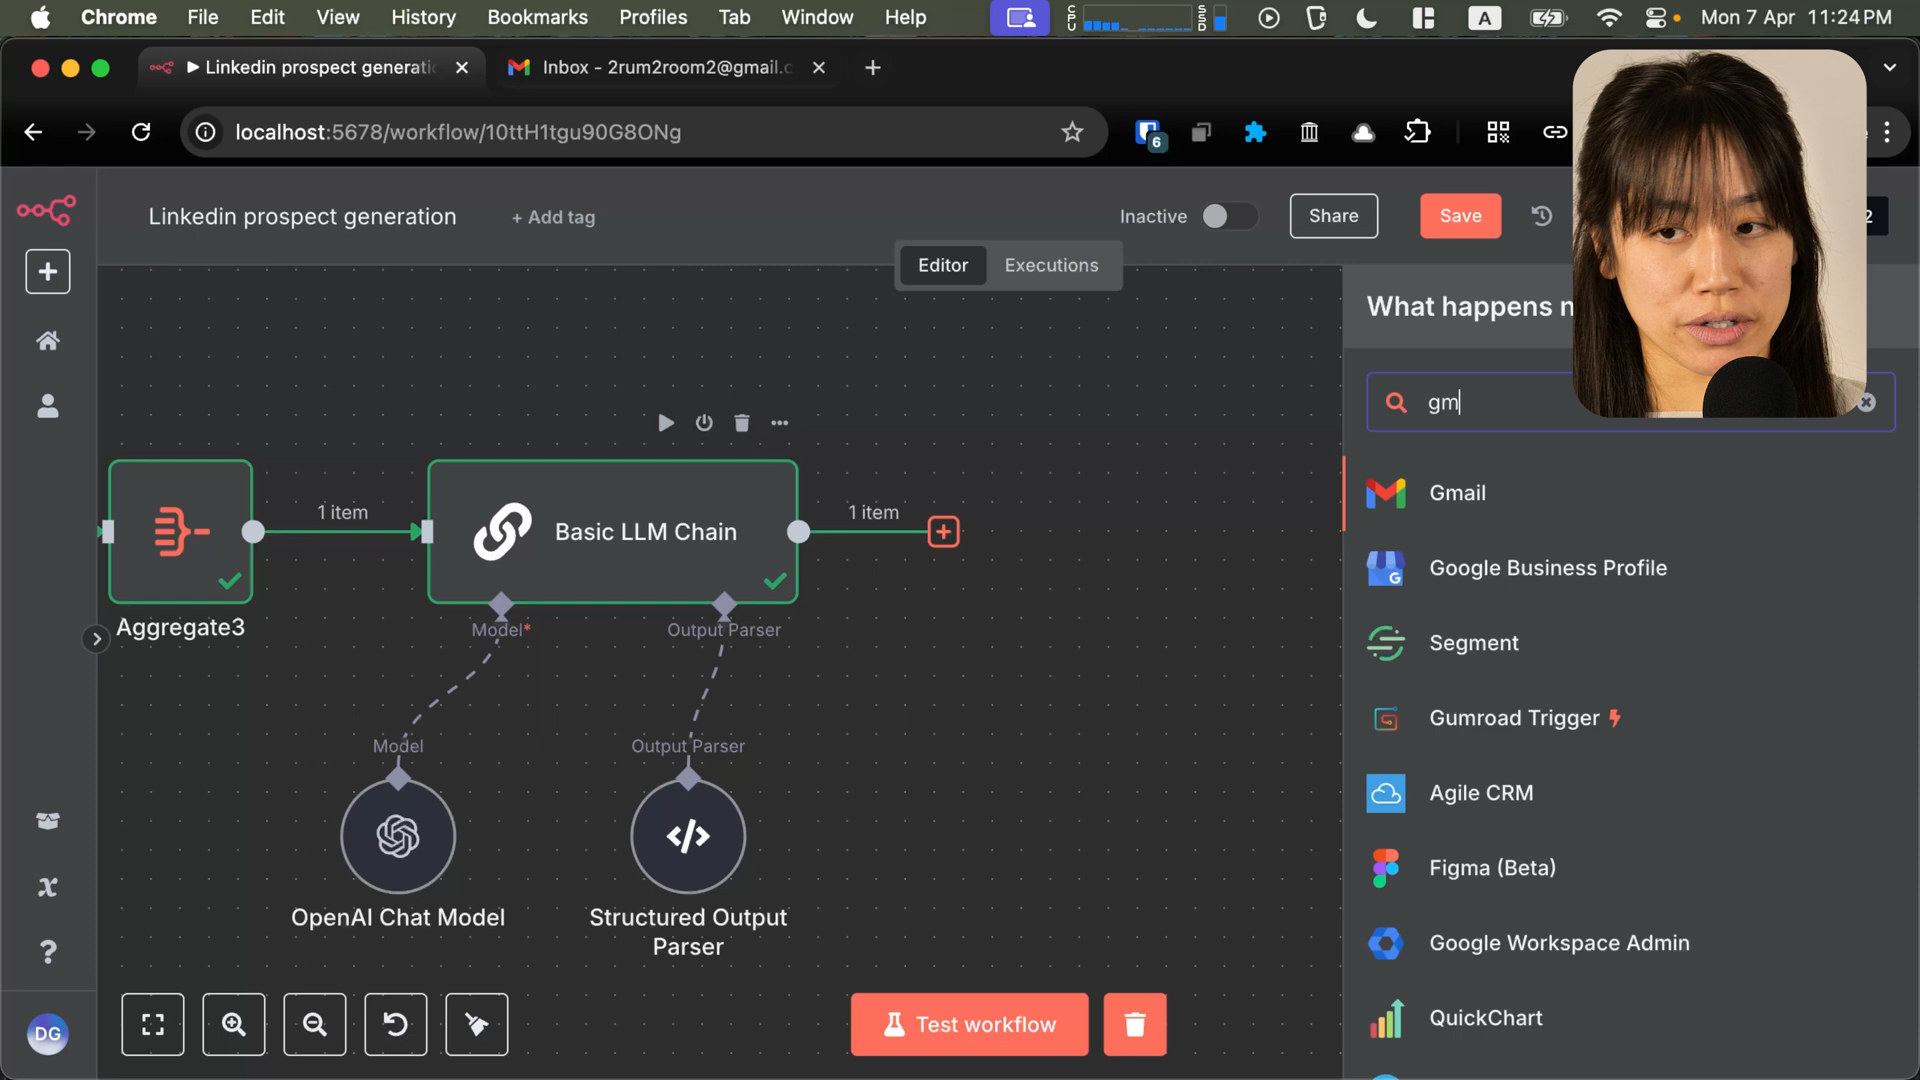 Chrome File Edit View History Bookmarks Profiles Tab Window Help
CPU SSD A Mon 7 Apr 11:24 PM
Linkedin prospect generati
Inbox - 2rum2room2@gmail.c
localhost:5678/workflow/10ttH1tgu90G8ONg
6
Linkedin prospect generation
+ Add tag
Inactive
Share
Save
2
Editor
Executions
What happens n
gm
Gmail
Google Business Profile
Segment
Gumroad Trigger
Agile CRM
Figma (Beta)
Google Workspace Admin
QuickChart
1 item
Basic LLM Chain
1 item
Aggregate3
Model*
Output Parser
Model
Output Parser
OpenAI Chat Model
Structured Output
Parser
DG
Test workflow